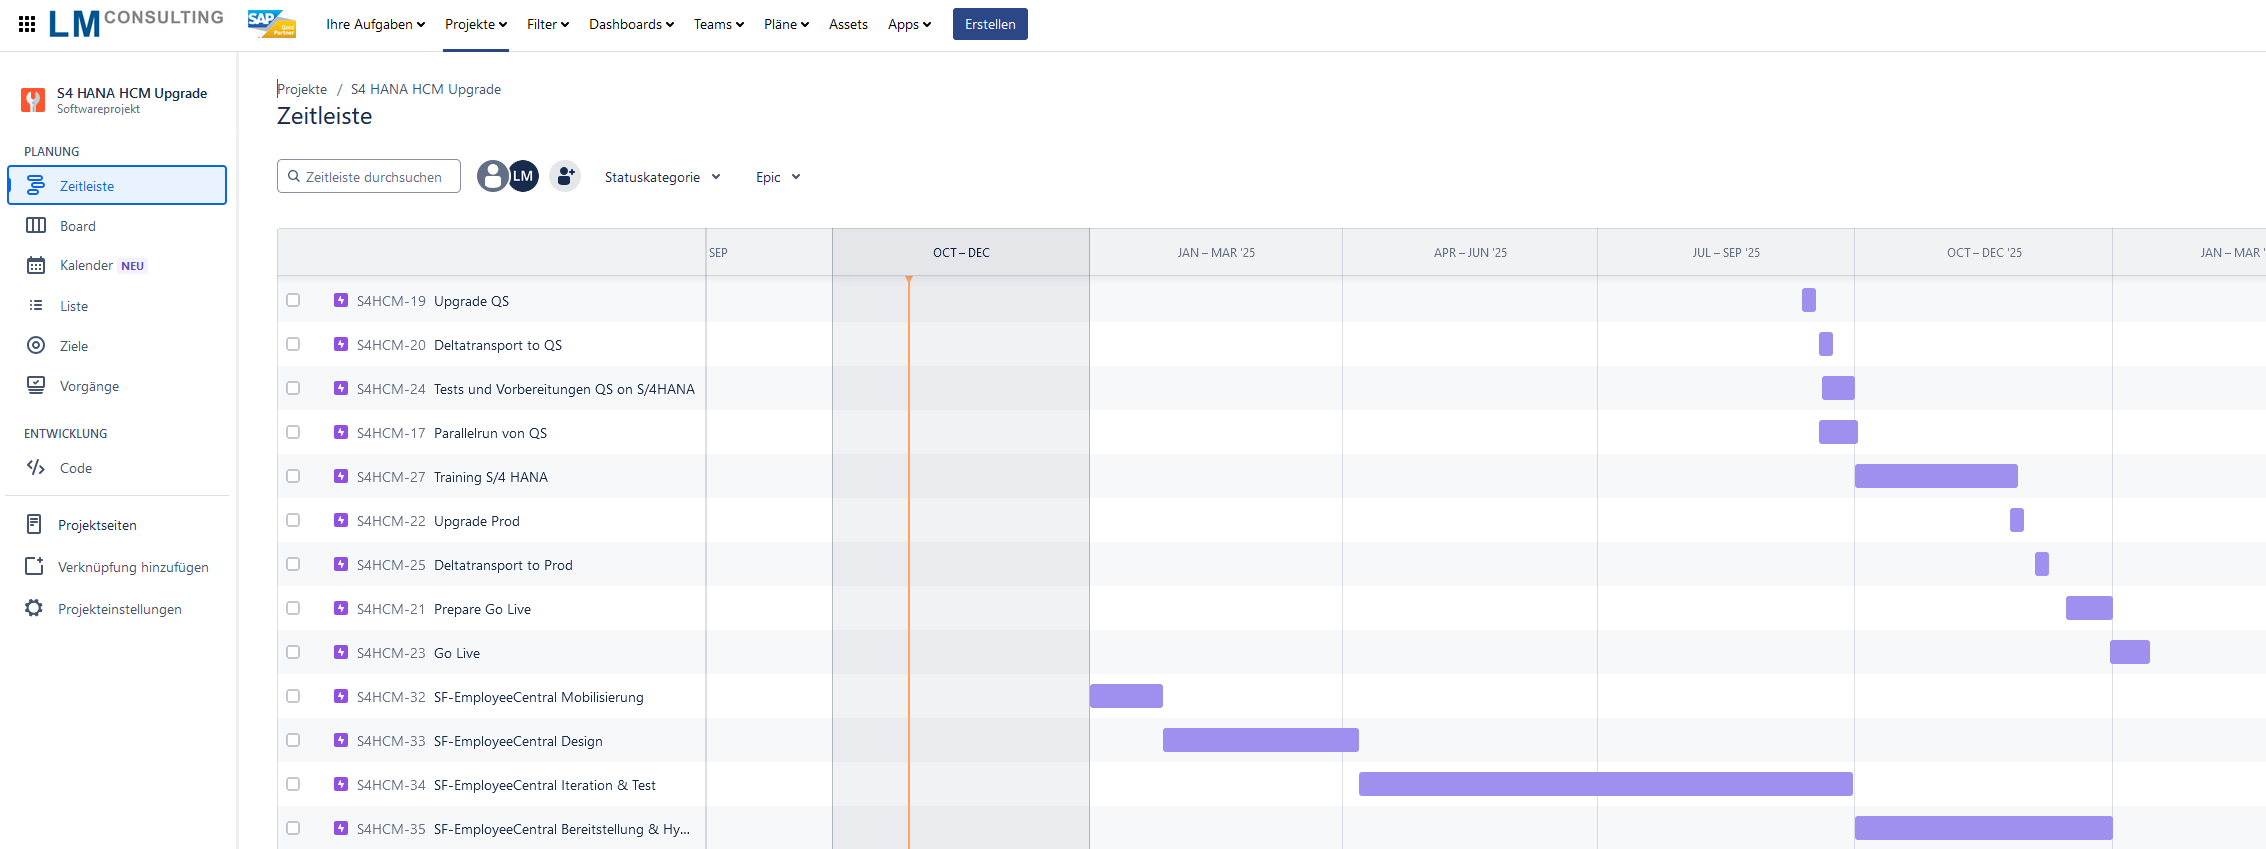 LM CONSULTING
SAP Gold Partner
Ihre Aufgaben Projekte Filter Dashboards Teams Pläne Assets Apps Erstellen
S4 HANA HCM Upgrade
Softwareprojekt
PLANUNG
Zeitleiste
Board
Kalender NEU
Liste
Ziele
Vorgänge
ENTWICKLUNG
Code
Projektseiten
Verknüpfung hinzufügen
Projekteinstellungen
Projekte / S4 HANA HCM Upgrade
Zeitleiste
Zeitleiste durchsuchen LM Statuskategorie Epic
SEP OCT – DEC JAN – MAR '25 APR – JUN '25 JUL – SEP '25 OCT – DEC '25 JAN – MAR '
S4HCM-19 Upgrade QS
S4HCM-20 Deltatransport to QS
S4HCM-24 Tests und Vorbereitungen QS on S/4HANA
S4HCM-17 Parallelrun von QS
S4HCM-27 Training S/4 HANA
S4HCM-22 Upgrade Prod
S4HCM-25 Deltatransport to Prod
S4HCM-21 Prepare Go Live
S4HCM-23 Go Live
S4HCM-32 SF-EmployeeCentral Mobilisierung
S4HCM-33 SF-EmployeeCentral Design
S4HCM-34 SF-EmployeeCentral Iteration & Test
S4HCM-35 SF-EmployeeCentral Bereitstellung & Hy...